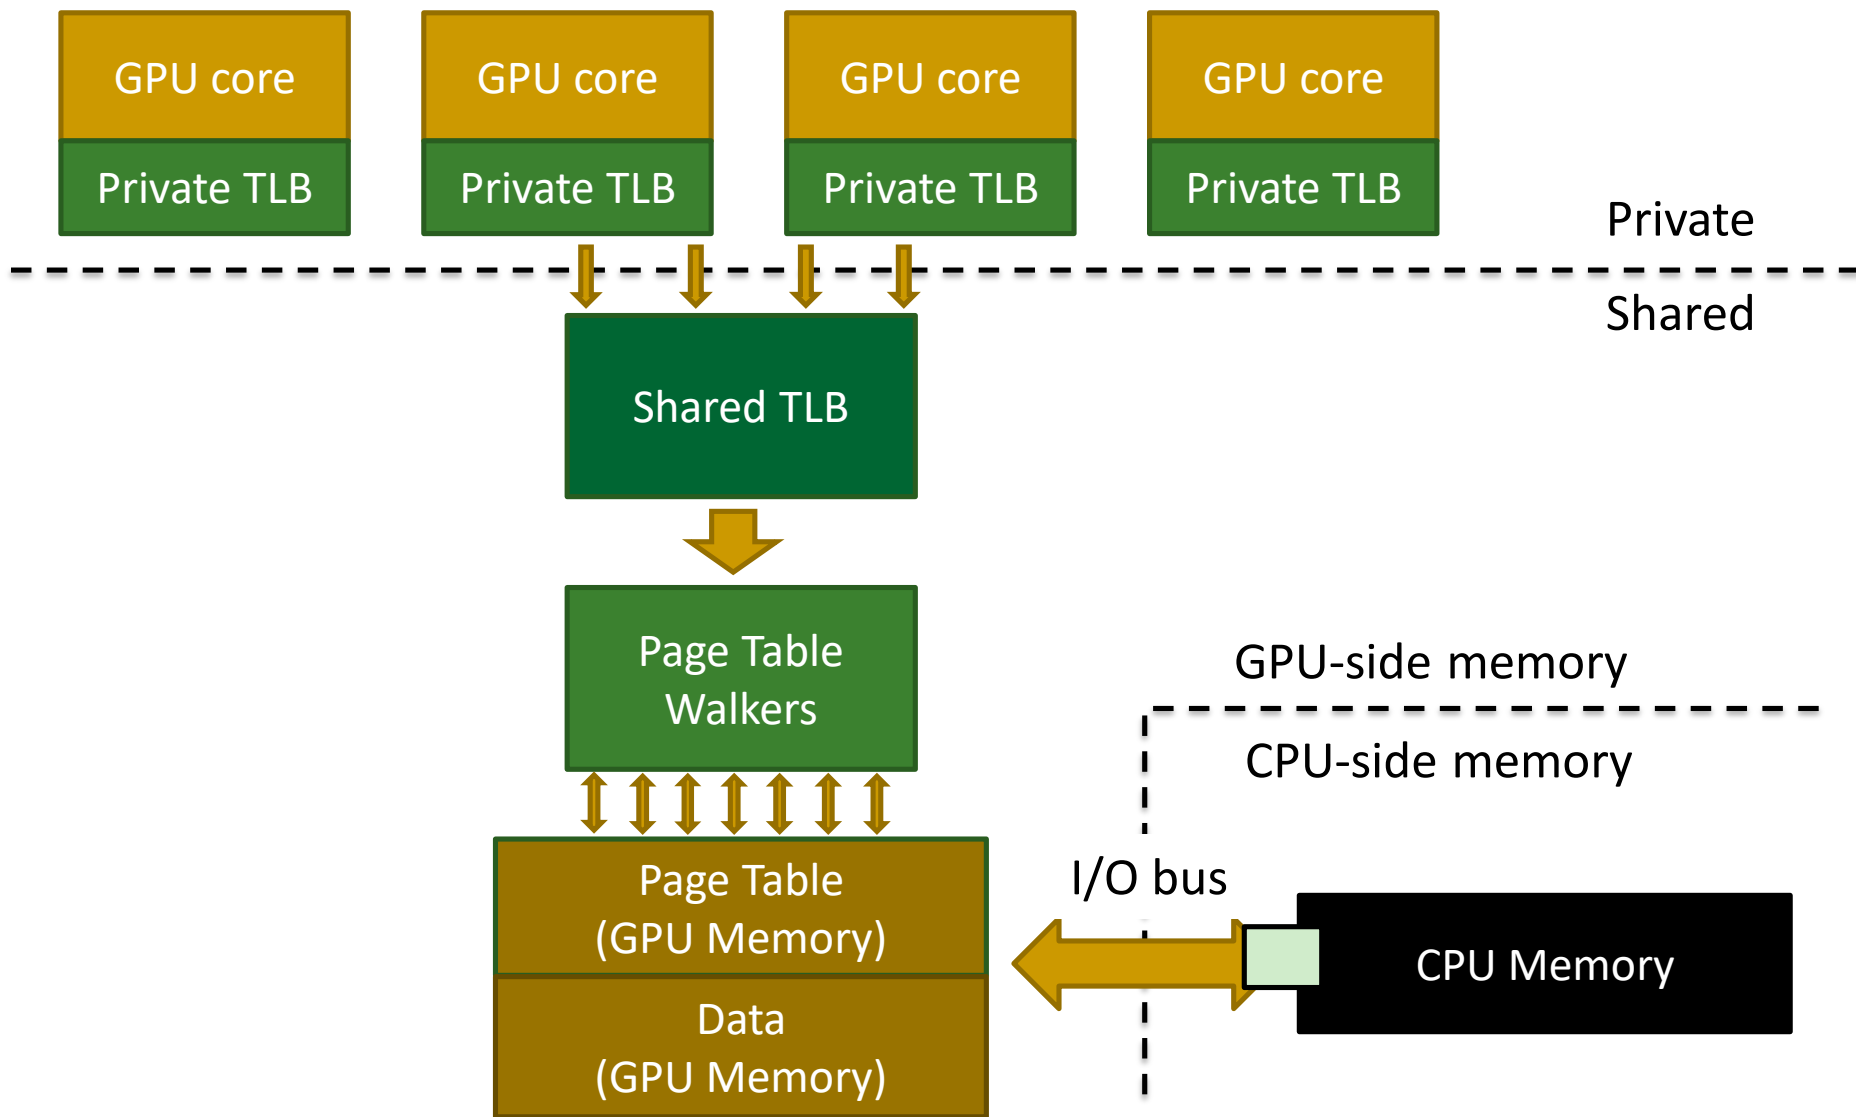 GPU core
GPU core
GPU core
GPU core
Private TLB
Private TLB
Private TLB
Private TLB
Private
Shared
Shared TLB
Page Table
Walkers
GPU-side memory
CPU-side memory
I/O bus
Page Table
(GPU Memory)
CPU Memory
Data
(GPU Memory)